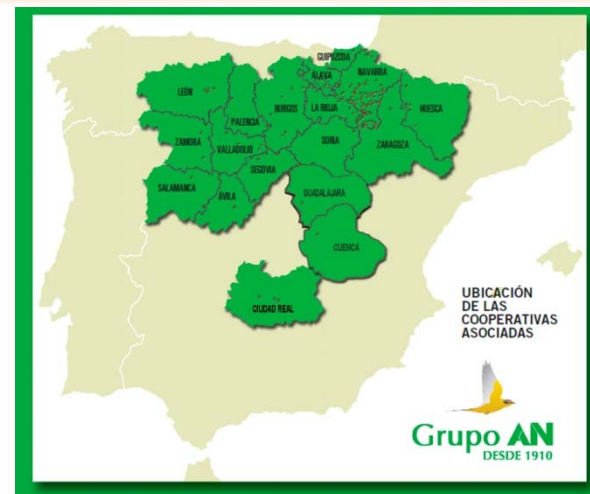 GUIPUZCOA
ÁLAVA
NAVARRA
LEÓN
BURGOS
LA RIOJA
HUESCA
PALENCIA
ZAMORA
VALLADOLID
SORIA
ZARAGOZA
SEGOVIA
SALAMANCA
ÁVILA
GUADALAJARA
CUENCA
CIUDAD REAL
UBICACIÓN
DE LAS
COOPERATIVAS
ASOCIADAS
Grupo AN
DESDE 1910